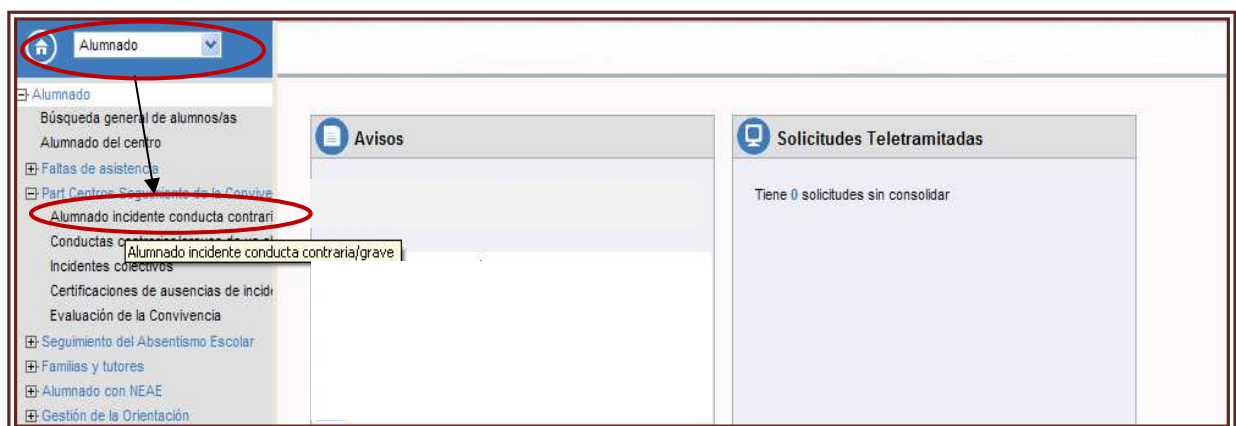 Alumnado
Alumnado
Búsqueda general de alumnos/as
Alumnado del centro
Faltas de asistencia
Part Centros Seguimiento de la Convive
Alumnado incidente conducta contrari
Conductas
Alumnado incidente conducta contraria/grave
Incidentes colectivos
Certificaciones de ausencias de incide
Evaluación de la Convivencia
Seguimiento del Absentismo Escolar
Familias y tutores
Alumnado con NEAE
Gestión de la Orientación
Avisos
Solicitudes Teletramitadas
Tiene 0 solicitudes sin consolidar